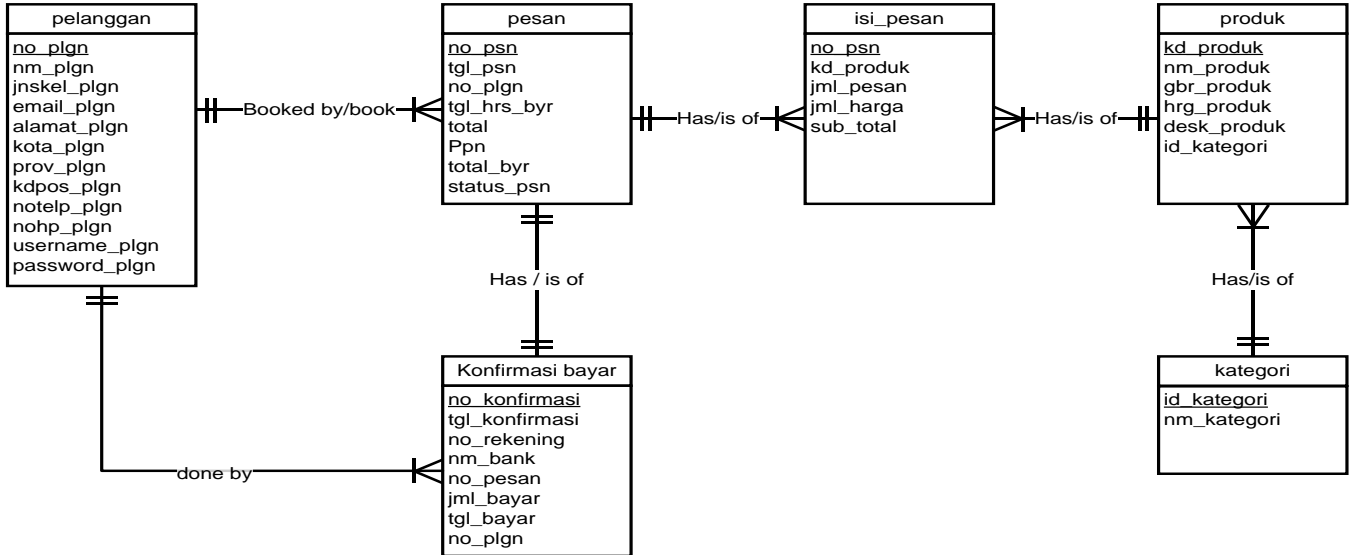 pelanggan
no_plgn
nm_plgn
jnskel_plgn
email_plgn
alamat_plgn
kota_plgn
prov_plgn
kdpos_plgn
notelp_plgn
nohp_plgn
username_plgn
password_plgn
Booked by/book
pesan
no_psn
tgl_psn
no_plgn
tgl_hrs_byr
total
Ppn
total_byr
status_psn
Has/is of
isi_pesan
no_psn
kd_produk
jml_pesan
jml_harga
sub_total
Has/is of
produk
kd_produk
nm_produk
gbr_produk
hrg_produk
desk_produk
id_kategori
Has / is of
Has/is of
done by
Konfirmasi bayar
no_konfirmasi
tgl_konfirmasi
no_rekening
nm_bank
no_pesan
jml_bayar
tgl_bayar
no_plgn
kategori
id_kategori
nm_kategori